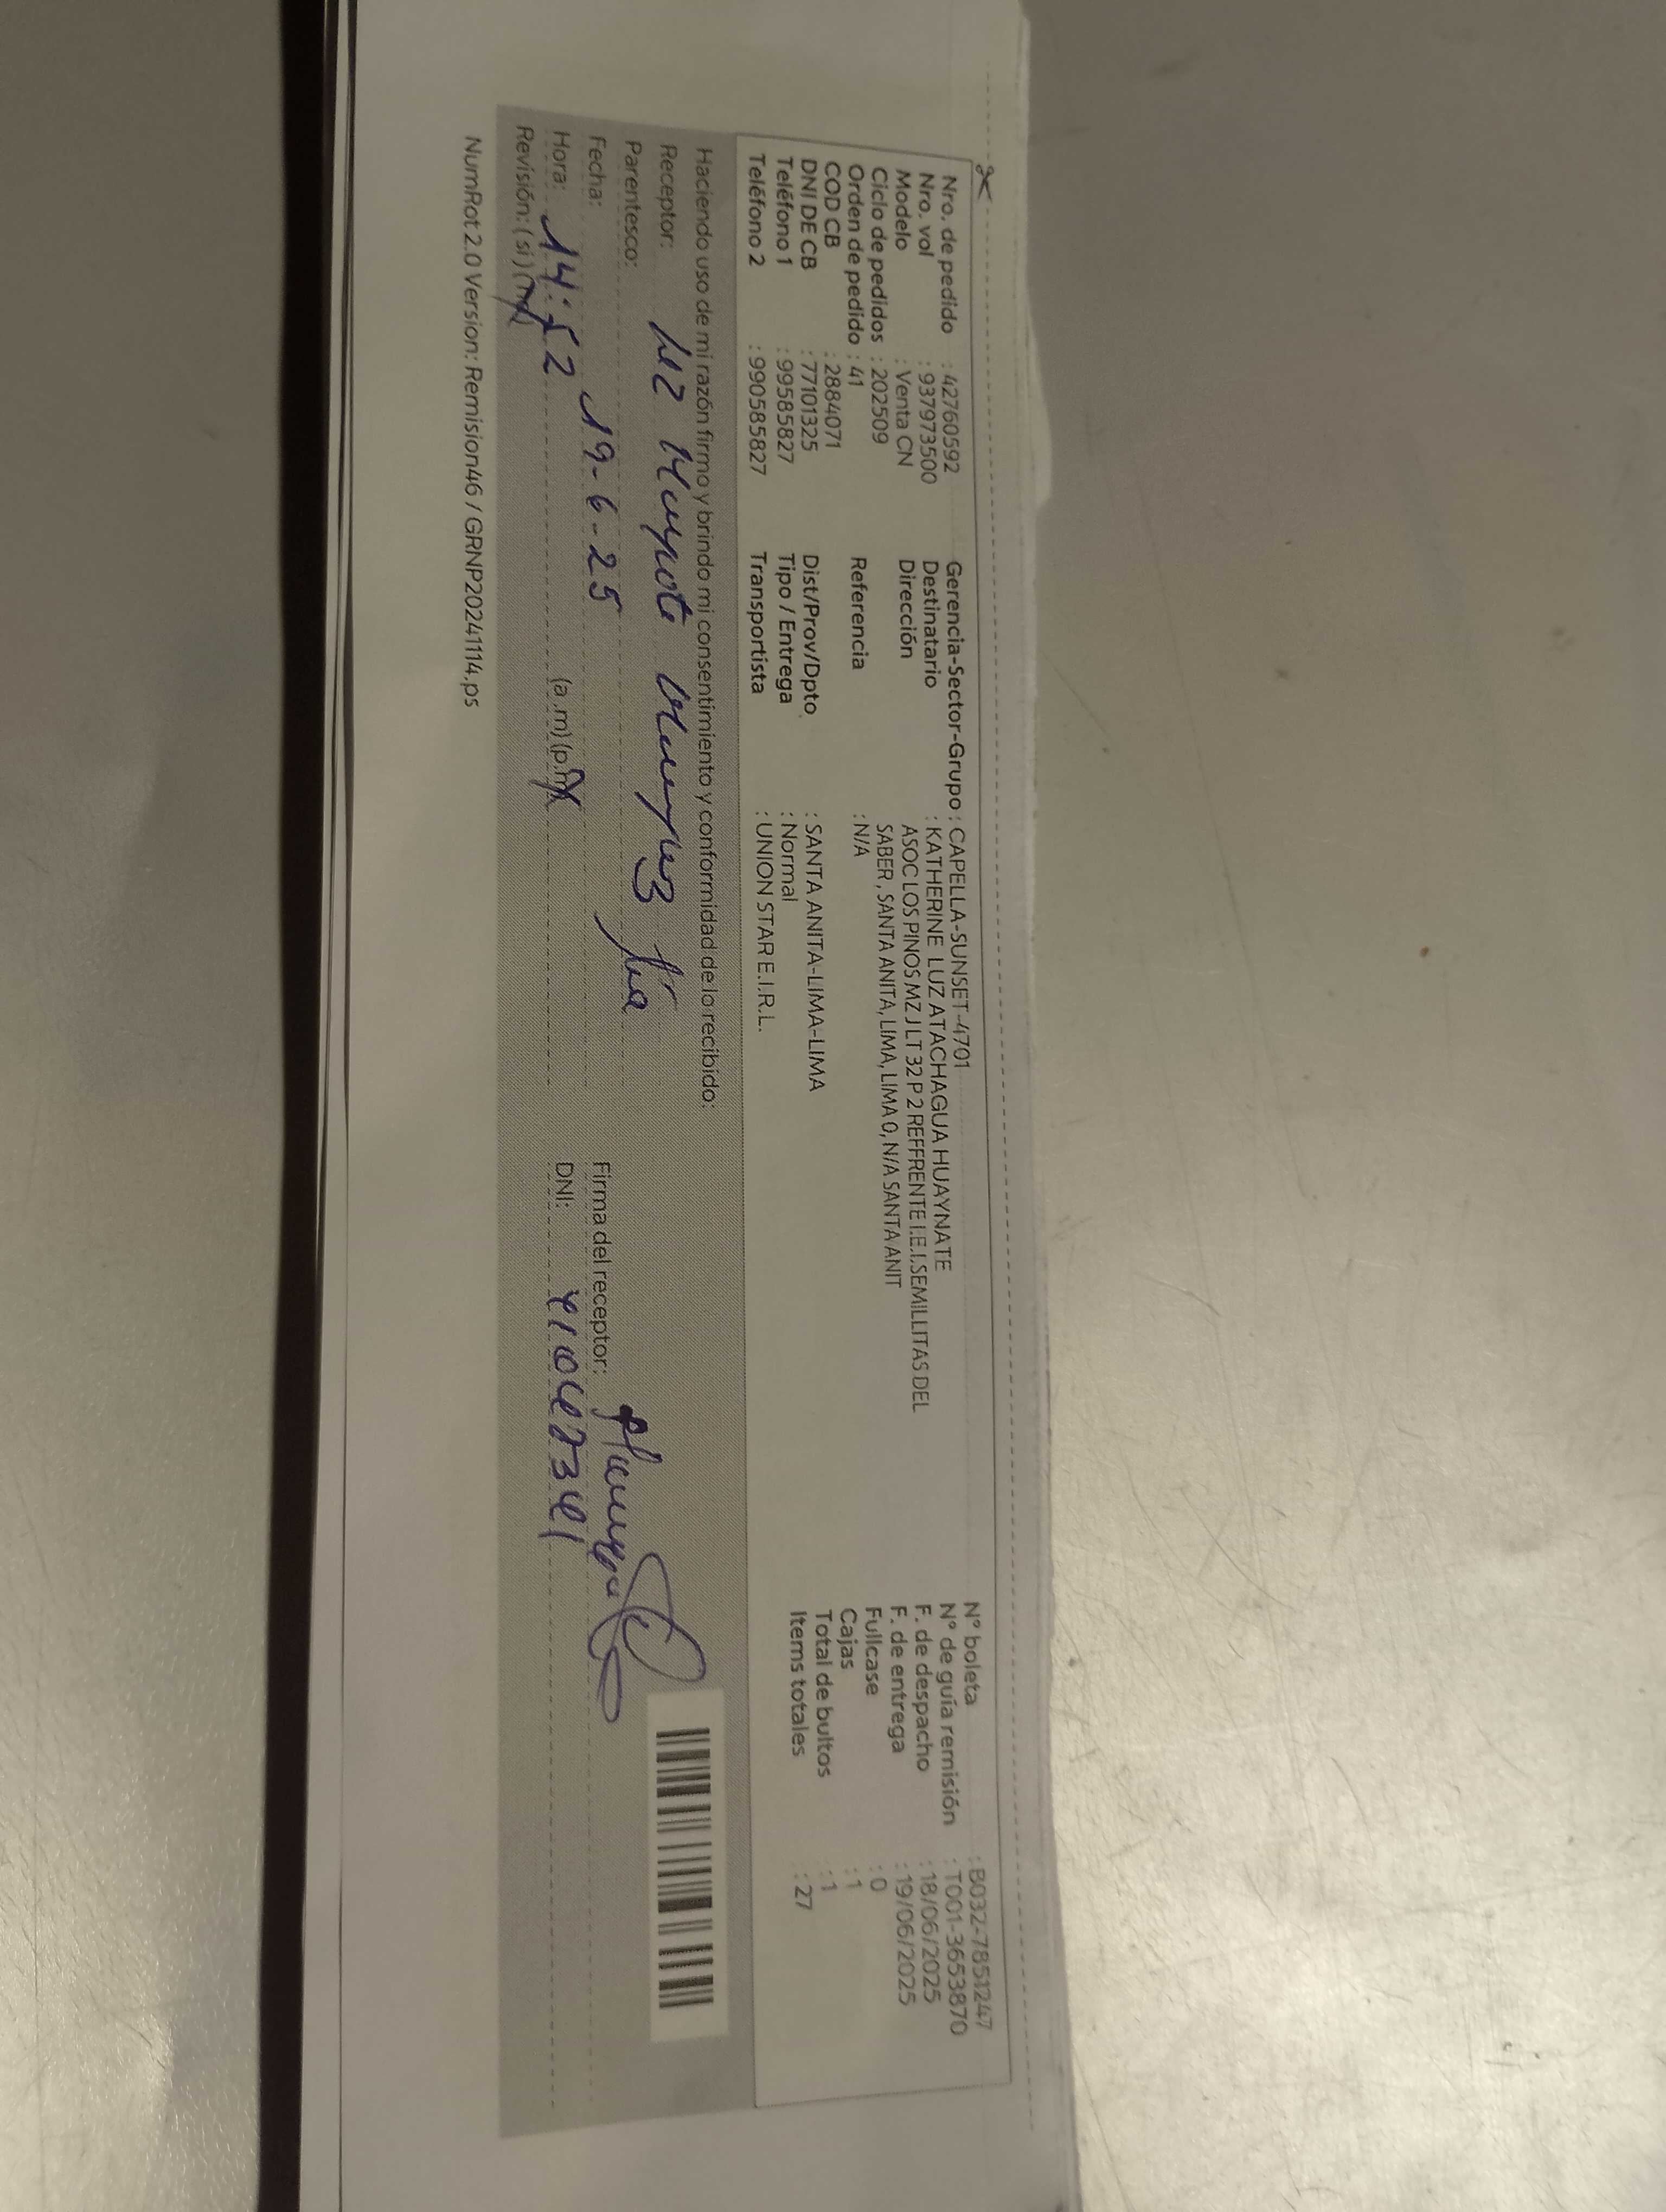 Nro. de pedido : 42760592
Nro. vol : 937973500
Modelo : Venta CN
Ciclo de pedidos : 202509
Orden de pedido : 41
COD CB : 2884071
DNI DE CB : 77101325
Teléfono 1 : 99585827
Teléfono 2 : 990585827
Gerencia-Sector-Grupo : CAPELLA-SUNSET-4701
Destinatario : KATHERINE LUZ ATACHAGUA HUAYNATE
Dirección ASOC LOS PINOS MZ J LT 32 P 2 REFFRENTE I.E.I.SEMILLITAS DEL
SABER , SANTA ANITA, LIMA, LIMA 0, N/A SANTA ANIT
Referencia : N/A
Dist/Prov/Dpto : SANTA ANITA-LIMA-LIMA
Tipo / Entrega : Normal
Transportista : UNION STAR E.I.R.L.
N° boleta : B032-7851247
N° de guía remisión : T001-3653870
F. de despacho : 18/06/2025
F. de entrega : 19/06/2025
Fullcase : 0
Cajas : 1
Total de bultos : 1
Items totales : 27
Haciendo uso de mi razón firmo y brindo mi consentimiento y conformidad de lo recibido:
Receptor: Luz
Parentesco: Tia
Fecha: 19-6-25
Hora: 14:52 (a.m) (p.m)
Revisión: ( si ) (no)
Firma del receptor:
DNI:
NumRot 2.0 Version: Remision46 / GRNP20241114.ps